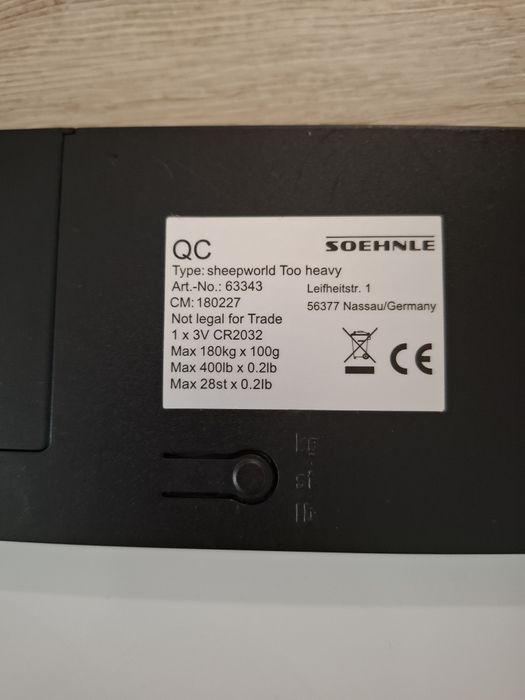 QC
SOEHNLE
Type: sheepworld Too heavy
Art.-No.: 63343
Leifheitstr. 1
CM: 180227
56377 Nassau/Germany
Not legal for Trade
1 x 3V CR2032
Max 180kg x 100g
Max 400lb x 0.2lb
Max 28st x 0.2lb
CE
kg
st
lb